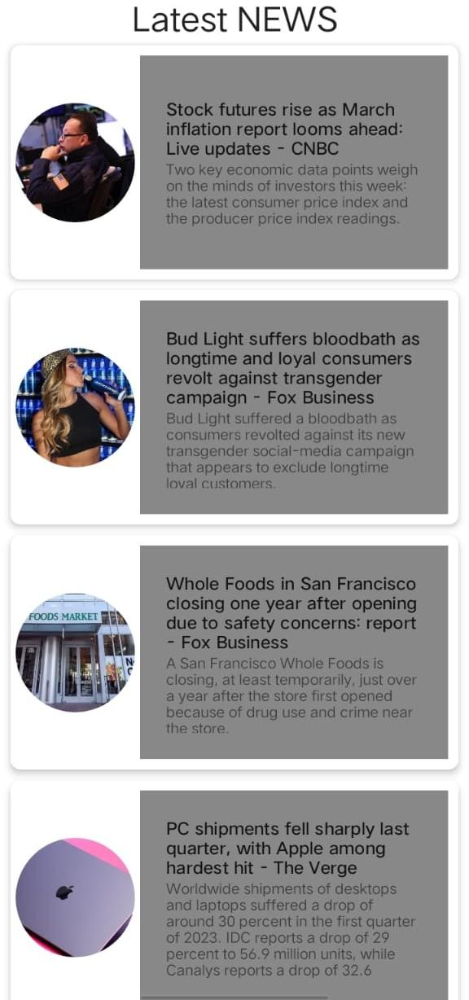 Latest NEWS
Stock futures rise as March
inflation report looms ahead:
Live updates - CNBC
Two key economic data points weigh
on the minds of investors this week:
the latest consumer price index and
the producer price index readings.
Bud Light suffers bloodbath as
longtime and loyal consumers
revolt against transgender
campaign - Fox Business
Bud Light suffered a bloodbath as
consumers revolted against its new
transgender social-media campaign
that appears to exclude longtime
loyal customers.
FOODS MARKET
Whole Foods in San Francisco
closing one year after opening
due to safety concerns: report
- Fox Business
A San Francisco Whole Foods is
closing, at least temporarily, just over
a year after the store first opened
because of drug use and crime near
the store.
PC shipments fell sharply last
quarter, with Apple among
hardest hit - The Verge
Worldwide shipments of desktops
and laptops suffered a drop of
around 30 percent in the first quarter
of 2023. IDC reports a drop of 29
percent to 56.9 million units, while
Canalys reports a drop of 32.6